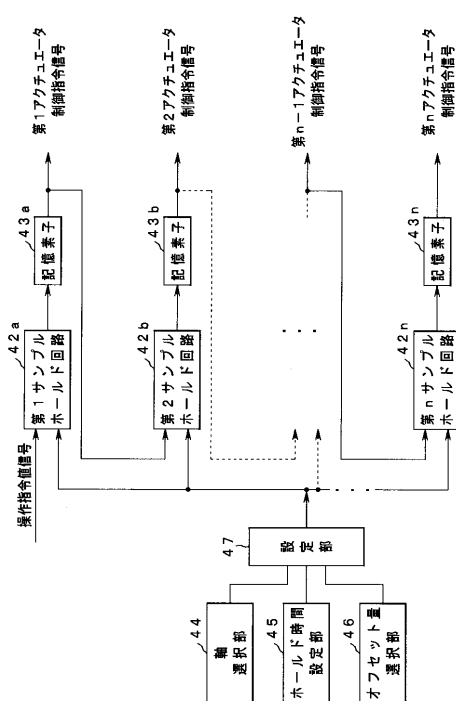 操作指令値信号
42a
第1サンプル
ホールド回路
43a
記憶素子
第1アクチュエータ
制御指令信号
42b
第2サンプル
ホールド回路
43b
記憶素子
第2アクチュエータ
制御指令信号
第n-1アクチュエータ
制御指令信号
42n
第nサンプル
ホールド回路
43n
記憶素子
第nアクチュエータ
制御指令信号
47
設定部
44
軸
選択部
45
ホールド時間
設定部
46
オフセット量
選択部